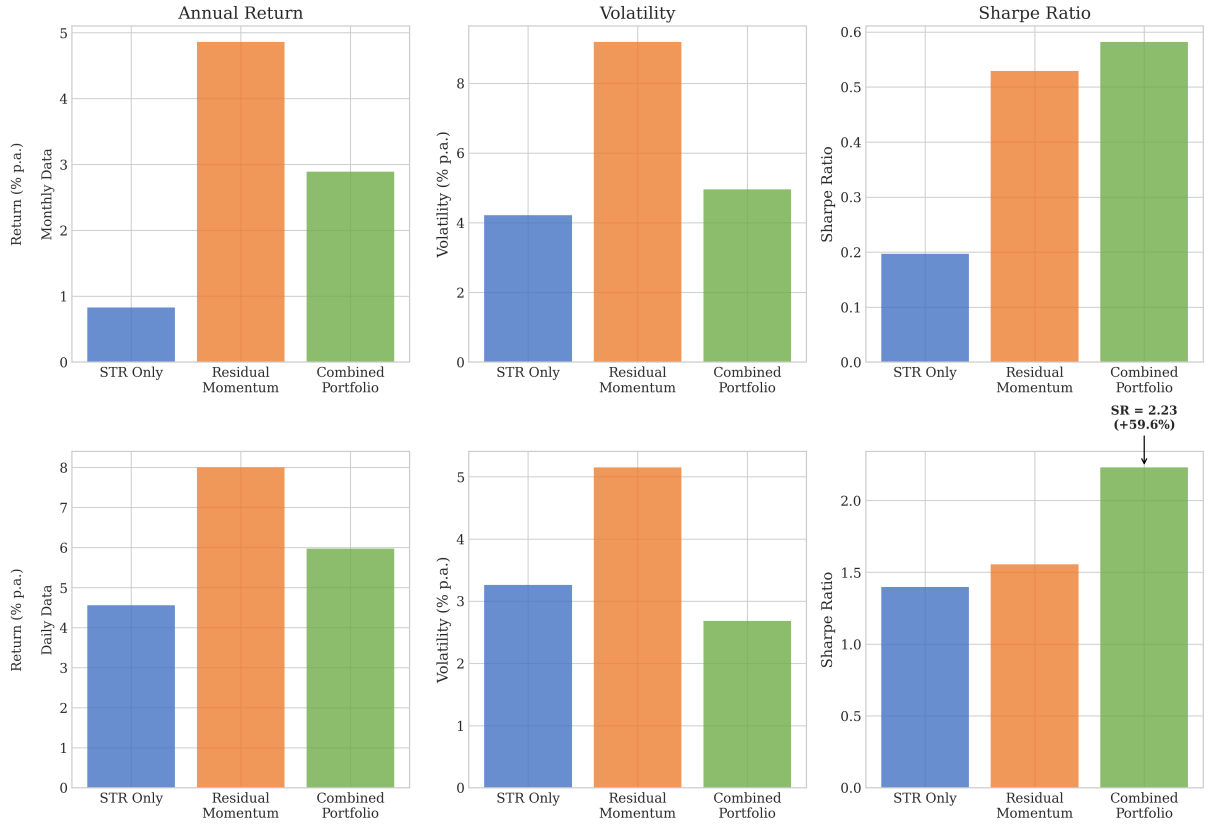 Annual Return
Return (% p.a.)
Monthly Data
5
4
3
2
1
0
STR Only
Residual
Momentum
Combined
Portfolio
Volatility
Volatility (% p.a.)
8
6
4
2
0
STR Only
Residual
Momentum
Combined
Portfolio
Sharpe Ratio
Sharpe Ratio
0.6
0.5
0.4
0.3
0.2
0.1
0.0
STR Only
Residual
Momentum
Combined
Portfolio
Return (% p.a.)
Daily Data
8
7
6
5
4
3
2
1
0
STR Only
Residual
Momentum
Combined
Portfolio
Volatility (% p.a.)
5
4
3
2
1
0
STR Only
Residual
Momentum
Combined
Portfolio
SR = 2.23
(+59.6%)
Sharpe Ratio
2.0
1.5
1.0
0.5
0.0
STR Only
Residual
Momentum
Combined
Portfolio